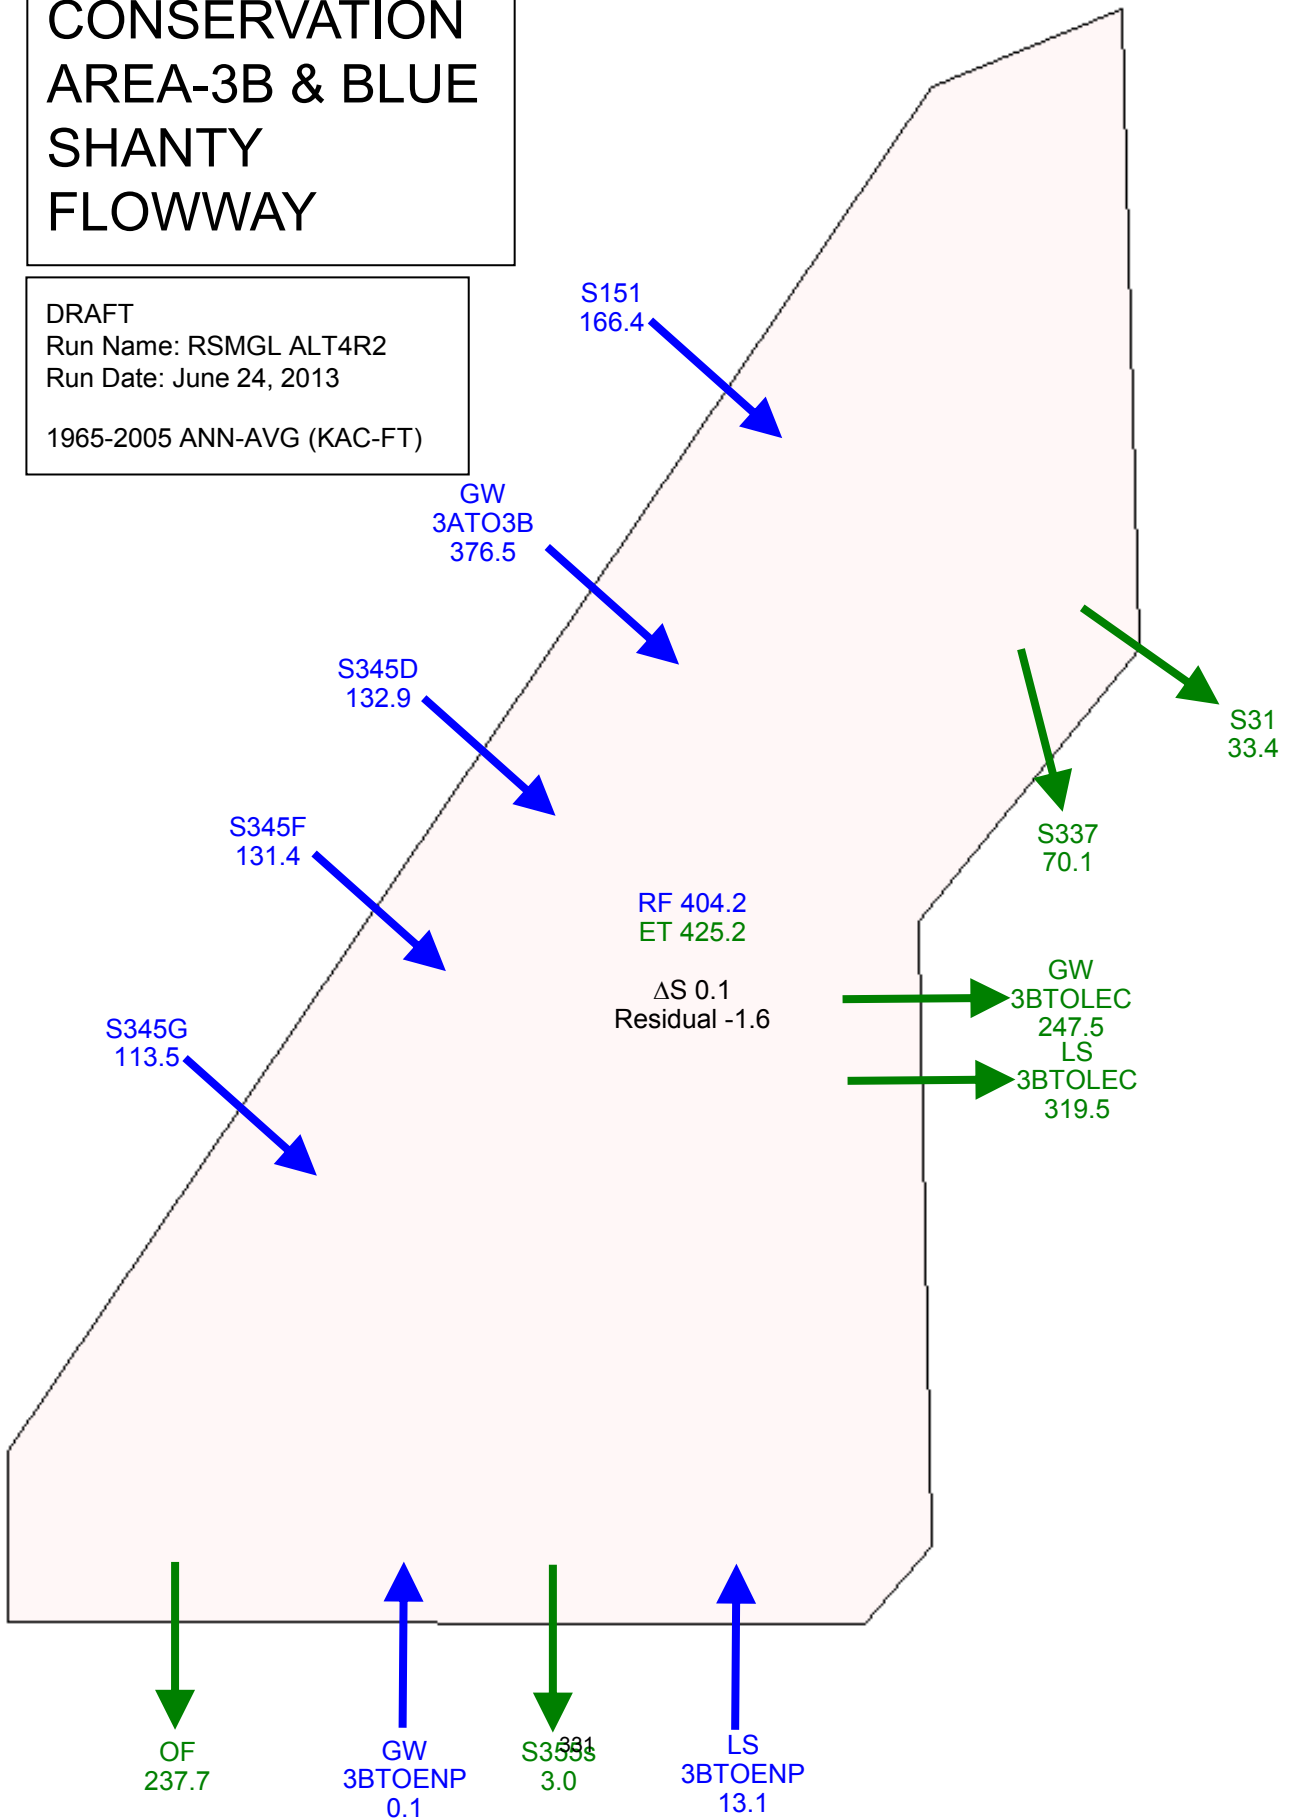 CONSERVATION
AREA-3B & BLUE
SHANTY
FLOWWAY
DRAFT
Run Name: RSMGL ALT4R2
Run Date: June 24, 2013
1965-2005 ANN-AVG (KAC-FT)
S151
166.4
GW
3ATO3B
376.5
S345D
132.9
S31
33.4
S345F
131.4
S337
70.1
RF 404.2
ET 425.2
ΔS 0.1
Residual -1.6
GW
3BTOLEC
247.5
LS
3BTOLEC
319.5
S345G
113.5
OF
237.7
GW
3BTOENP
0.1
S355s
3.0
331
LS
3BTOENP
13.1